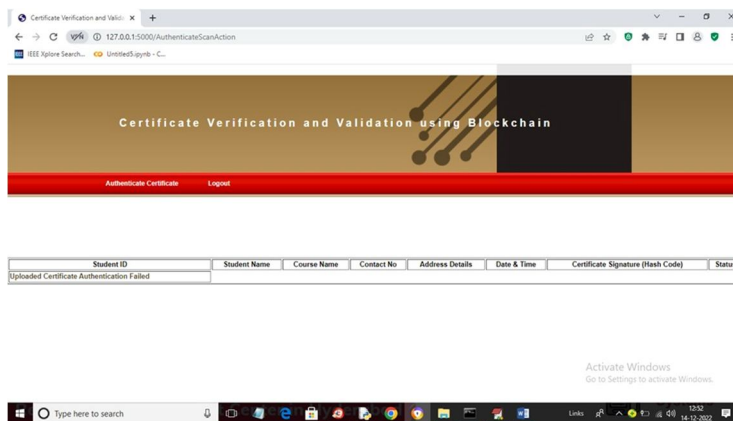 Certificate Verification and Valid
127.0.0.1:5000/AuthenticateScanAction
IEEE Xplore Search... Untitled5.ipynb - C...
Certificate Verification and Validation using Blockchain
Authenticate Certificate Logout
Student ID Student Name Course Name Contact No Address Details Date & Time Certificate Signature (Hash Code) Statu
Uploaded Certificate Authentication Failed
Activate Windows
Go to Settings to activate Windows.
Type here to search
Links
12:52
14-12-2022